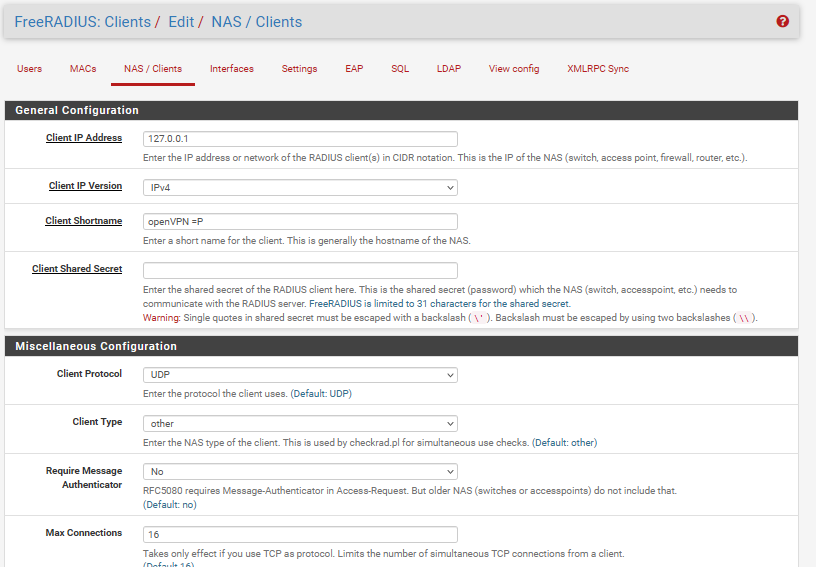 FreeRADIUS: Clients / Edit / NAS / Clients
Users MACs NAS / Clients Interfaces Settings EAP SQL LDAP View config XMLRPC Sync
General Configuration
Client IP Address
127.0.0.1
Enter the IP address or network of the RADIUS client(s) in CIDR notation. This is the IP of the NAS (switch, access point, firewall, router, etc.).
Client IP Version
IPv4
Client Shortname
openVPN =P
Enter a short name for the client. This is generally the hostname of the NAS.
Client Shared Secret
Enter the shared secret of the RADIUS client here. This is the shared secret (password) which the NAS (switch, accesspoint, etc.) needs to
communicate with the RADIUS server. FreeRADIUS is limited to 31 characters for the shared secret.
Warning: Single quotes in shared secret must be escaped with a backslash ( \' ). Backslash must be escaped by using two backslashes ( \\ ).
Miscellaneous Configuration
Client Protocol
UDP
Enter the protocol the client uses. (Default: UDP)
Client Type
other
Enter the NAS type of the client. This is used by checkrad.pl for simultaneous use checks. (Default: other)
Require Message
Authenticator
No
RFC5080 requires Message-Authenticator in Access-Request. But older NAS (switches or accesspoints) do not include that.
(Default: no)
Max Connections
16
Takes only effect if you use TCP as protocol. Limits the number of simultaneous TCP connections from a client.
(Default 16)